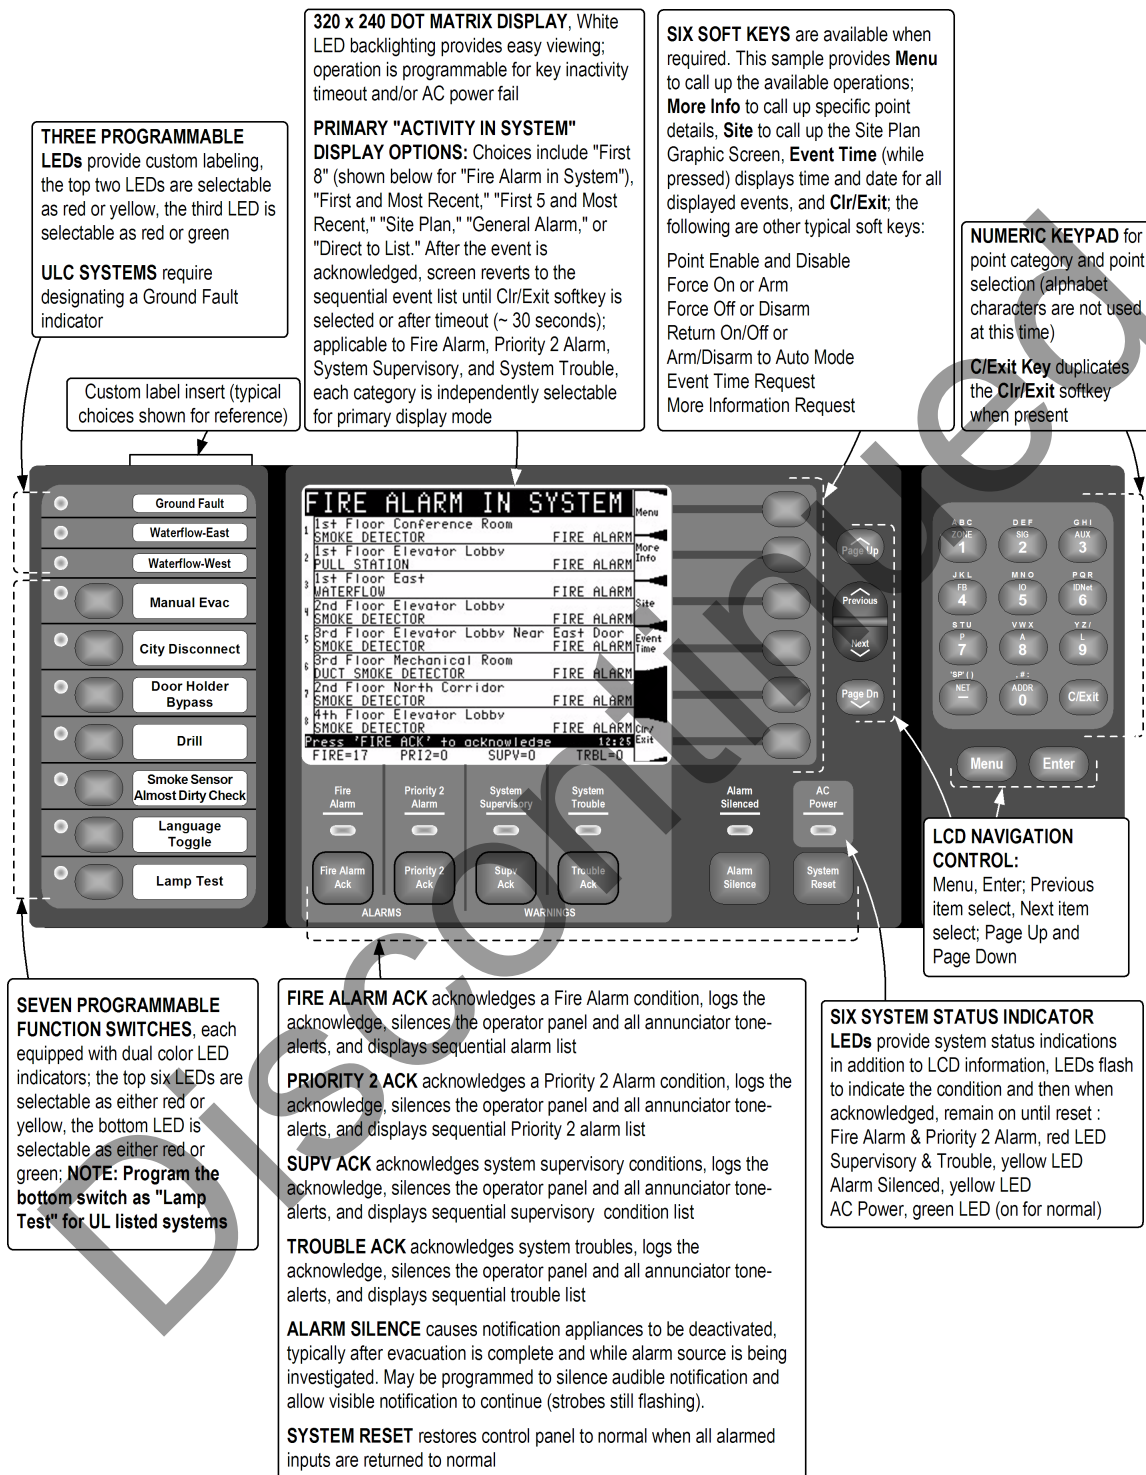 320 x 240 DOT MATRIX DISPLAY, White
LED backlighting provides easy viewing;
operation is programmable for key inactivity
timeout and/or AC power fail
PRIMARY "ACTIVITY IN SYSTEM"
DISPLAY OPTIONS: Choices include "First
8" (shown below for "Fire Alarm in System"),
"First and Most Recent," "First 5 and Most
Recent," "Site Plan," "General Alarm," or
"Direct to List." After the event is
acknowledged, screen reverts to the
sequential event list until Clr/Exit softkey is
selected or after timeout (~ 30 seconds);
applicable to Fire Alarm, Priority 2 Alarm,
System Supervisory, and System Trouble,
each category is independently selectable
for primary display mode
SIX SOFT KEYS are available when
required. This sample provides Menu
to call up the available operations;
More Info to call up specific point
details, Site to call up the Site Plan
Graphic Screen, Event Time (while
pressed) displays time and date for all
displayed events, and Clr/Exit; the
following are other typical soft keys:
Point Enable and Disable
Force On or Arm
Force Off or Disarm
Return On/Off or
Arm/Disarm to Auto Mode
Event Time Request
More Information Request
THREE PROGRAMMABLE
LEDs provide custom labeling,
the top two LEDs are selectable
as red or yellow, the third LED is
selectable as red or green
ULC SYSTEMS require
designating a Ground Fault
indicator
NUMERIC KEYPAD for
point category and point
selection (alphabet
characters are not used
at this time)
C/Exit Key duplicates
the Clr/Exit softkey
when present
Custom label insert (typical
choices shown for reference)
Ground Fault
Waterflow-East
Waterflow-West
Manual Evac
City Disconnect
Door Holder
Bypass
Drill
Smoke Sensor
Almost Dirty Check
Language
Toggle
Lamp Test
FIRE ALARM IN SYSTEM
1 1st Floor Conference Room
SMOKE DETECTOR FIRE ALARM
2 1st Floor Elevator Lobby
PULL STATION FIRE ALARM
3 1st Floor East
WATERFLOW FIRE ALARM
4 2nd Floor Elevator Lobby
SMOKE DETECTOR FIRE ALARM
5 3rd Floor Elevator Lobby Near East Door
SMOKE DETECTOR FIRE ALARM
6 3rd Floor Mechanical Room
DUCT SMOKE DETECTOR FIRE ALARM
7 2nd Floor North Corridor
SMOKE DETECTOR FIRE ALARM
8 4th Floor Elevator Lobby
SMOKE DETECTOR FIRE ALARM
Press 'FIRE ACK' to acknowledge 12:25
FIRE=17 PRI2=0 SUPV=0 TRBL=0
Menu
More
Info
Site
Event
Time
Clr/
Exit
Page Up
Previous
Next
Page Dn
A B C
ZONE
1
D E F
SIG
2
G H I
AUX
3
J K L
FB
4
M N O
IO
5
P Q R
IDNet
6
S T U
P
7
V W X
A
8
Y Z /
L
9
'SP' ( )
NET
–
. # :
ADDR
0
C/Exit
Menu
Enter
Fire
Alarm
Priority 2
Alarm
System
Supervisory
System
Trouble
Alarm
Silenced
AC
Power
Fire Alarm
Ack
Priority 2
Ack
Supv
Ack
Trouble
Ack
Alarm
Silence
System
Reset
ALARMS
WARNINGS
LCD NAVIGATION
CONTROL:
Menu, Enter; Previous
item select, Next item
select; Page Up and
Page Down
SEVEN PROGRAMMABLE
FUNCTION SWITCHES, each
equipped with dual color LED
indicators; the top six LEDs are
selectable as either red or
yellow, the bottom LED is
selectable as either red or
green; NOTE: Program the
bottom switch as "Lamp
Test" for UL listed systems
FIRE ALARM ACK acknowledges a Fire Alarm condition, logs the
acknowledge, silences the operator panel and all annunciator tone-
alerts, and displays sequential alarm list
PRIORITY 2 ACK acknowledges a Priority 2 Alarm condition, logs the
acknowledge, silences the operator panel and all annunciator tone-
alerts, and displays sequential Priority 2 alarm list
SUPV ACK acknowledges system supervisory conditions, logs the
acknowledge, silences the operator panel and all annunciator tone-
alerts, and displays sequential supervisory condition list
TROUBLE ACK acknowledges system troubles, logs the
acknowledge, silences the operator panel and all annunciator tone-
alerts, and displays sequential trouble list
ALARM SILENCE causes notification appliances to be deactivated,
typically after evacuation is complete and while alarm source is being
investigated. May be programmed to silence audible notification and
allow visible notification to continue (strobes still flashing).
SYSTEM RESET restores control panel to normal when all alarmed
inputs are returned to normal
SIX SYSTEM STATUS INDICATOR
LEDs provide system status indications
in addition to LCD information, LEDs flash
to indicate the condition and then when
acknowledged, remain on until reset :
Fire Alarm & Priority 2 Alarm, red LED
Supervisory & Trouble, yellow LED
Alarm Silenced, yellow LED
AC Power, green LED (on for normal)
Discontinued